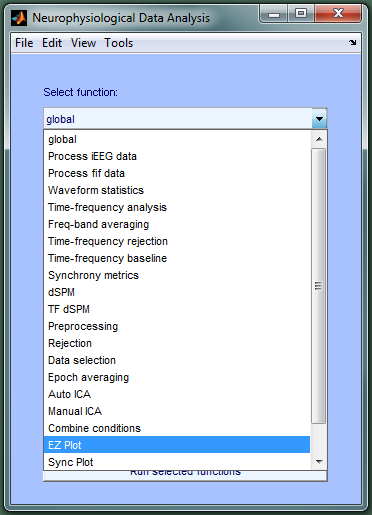 Neurophysiological Data Analysis
File Edit View Tools
Select function:
global
global
Process iEEG data
Process fif data
Waveform statistics
Time-frequency analysis
Freq-band averaging
Time-frequency rejection
Time-frequency baseline
Synchrony metrics
dSPM
TF dSPM
Preprocessing
Rejection
Data selection
Epoch averaging
Auto ICA
Manual ICA
Combine conditions
EZ Plot
Sync Plot
Run selected functions